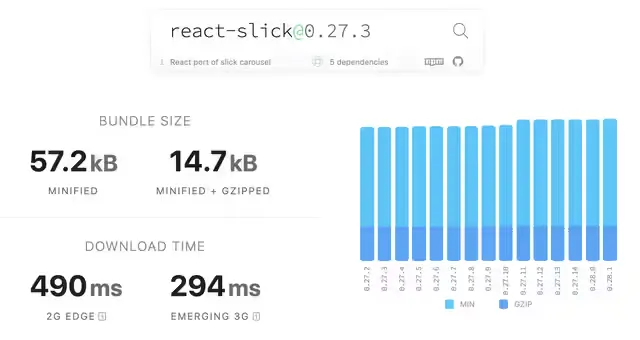 react-slick@0.27.3
React port of slick carousel
5 dependencies
npm
BUNDLE SIZE
57.2 kB
14.7 kB
MINIFIED
MINIFIED + GZIPPED
DOWNLOAD TIME
490 ms
294 ms
2G EDGE
EMERGING 3G
0.27.2
0.27.3
0.27.4
0.27.5
0.27.6
0.27.7
0.27.8
0.27.9
0.27.10
0.27.11
0.27.12
0.27.13
0.27.14
0.28.0
0.28.1
MIN
GZIP